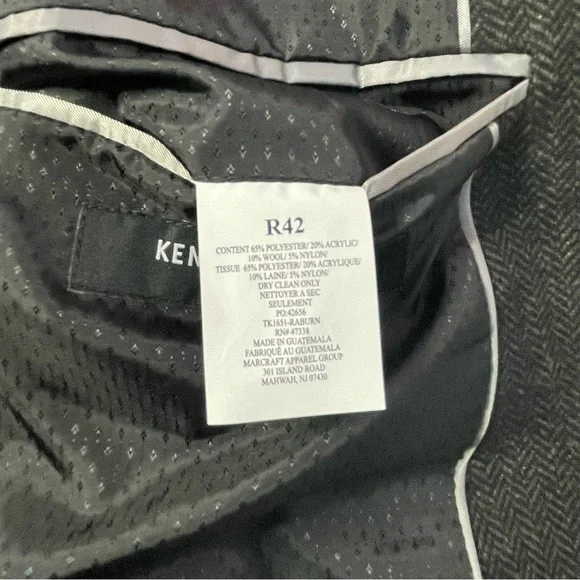 R42
CONTENT 65% POLYESTER/ 20% ACRYLIC/
10% WOOL/ 5% NYLON/
TISSUE 65% POLYESTER/ 20% ACRYLIQUE/
10% LAINE/ 5% NYLON/
DRY CLEAN ONLY
NETTOYER A SEC
SEULEMENT
PO:42656
TK1651-RABURN
RN# 47338
MADE IN GUATEMALA
FABRIQUÉ AU GUATEMALA
MARCRAFT APPAREL GROUP
301 ISLAND ROAD
MAHWAH, NJ 07430
KEN